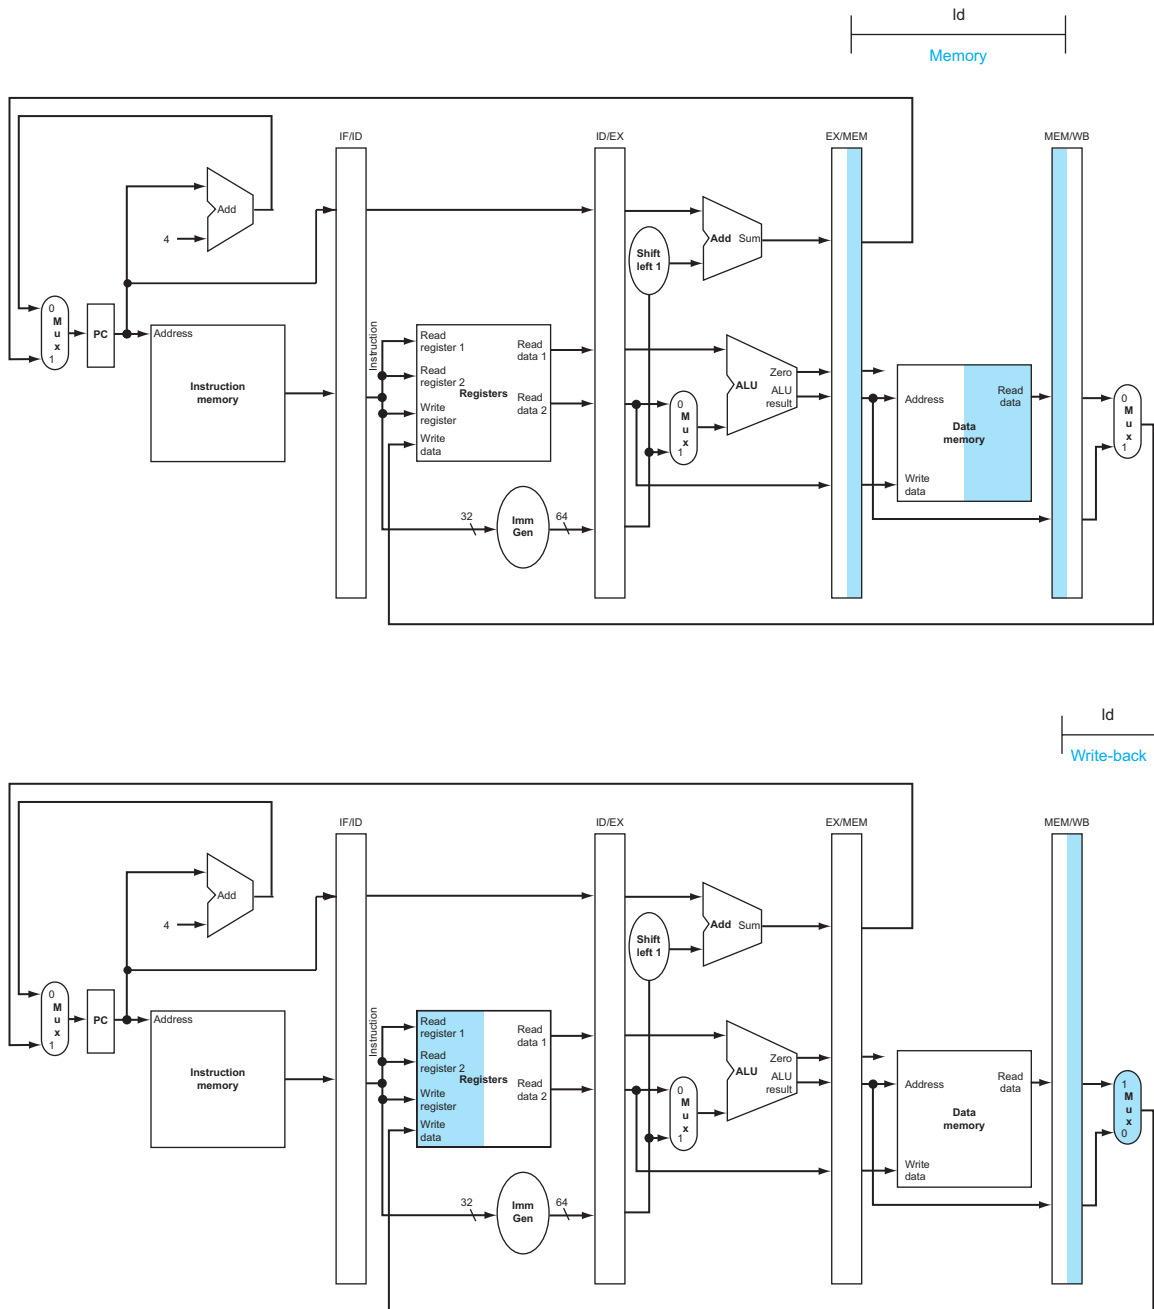 ld
Memory
IF/ID
ID/EX
EX/MEM
MEM/WB
Add
4
Add Sum
Shift
left 1
0
M
u
x
1
PC
Address
Instruction
memory
Instruction
Read
register 1
Read
register 2
Write
register
Write
data
Registers
Read
data 1
Read
data 2
0
M
u
x
1
ALU
Zero
ALU
result
Address
Write
data
Data
memory
Read
data
0
M
u
x
1
32
Imm
Gen
64
ld
Write-back
IF/ID
ID/EX
EX/MEM
MEM/WB
Add
4
Add Sum
Shift
left 1
0
M
u
x
1
PC
Address
Instruction
memory
Instruction
Read
register 1
Read
register 2
Write
register
Write
data
Registers
Read
data 1
Read
data 2
0
M
u
x
1
ALU
Zero
ALU
result
Address
Write
data
Data
memory
Read
data
1
M
u
x
0
32
Imm
Gen
64